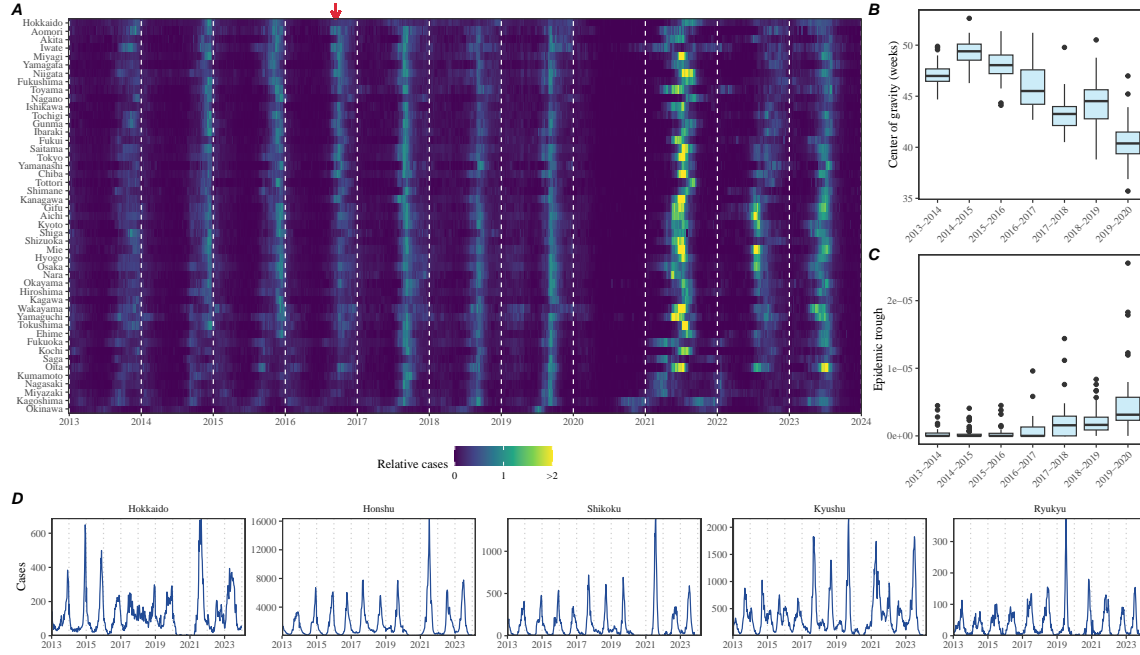 A
Hokkaido
Aomori
Akita
Iwate
Miyagi
Yamagata
Niigata
Fukushima
Toyama
Nagano
Ishikawa
Tochigi
Gunma
Ibaraki
Fukui
Saitama
Tokyo
Yamanashi
Chiba
Tottori
Shimane
Kanagawa
Gifu
Aichi
Kyoto
Shiga
Shizuoka
Mie
Hyogo
Osaka
Nara
Okayama
Hiroshima
Kagawa
Wakayama
Yamaguchi
Tokushima
Ehime
Fukuoka
Kochi
Saga
Oita
Kumamoto
Nagasaki
Miyazaki
Kagoshima
Okinawa
2013 2014 2015 2016 2017 2018 2019 2020 2021 2022 2023 2024
Relative cases
0 1 >2
B
Center of gravity (weeks)
50
45
40
35
2013−2014 2014−2015 2015−2016 2016−2017 2017−2018 2018−2019 2019−2020
C
Epidemic trough
2e−05
1e−05
0e+00
2013−2014 2014−2015 2015−2016 2016−2017 2017−2018 2018−2019 2019−2020
D
Cases
Hokkaido
600
400
200
0
2013 2015 2017 2019 2021 2023
Honshu
16000
12000
8000
4000
2013 2015 2017 2019 2021 2023
Shikoku
1000
500
0
2013 2015 2017 2019 2021 2023
Kyushu
2000
1500
1000
500
2013 2015 2017 2019 2021 2023
Ryukyu
300
200
100
0
2013 2015 2017 2019 2021 2023